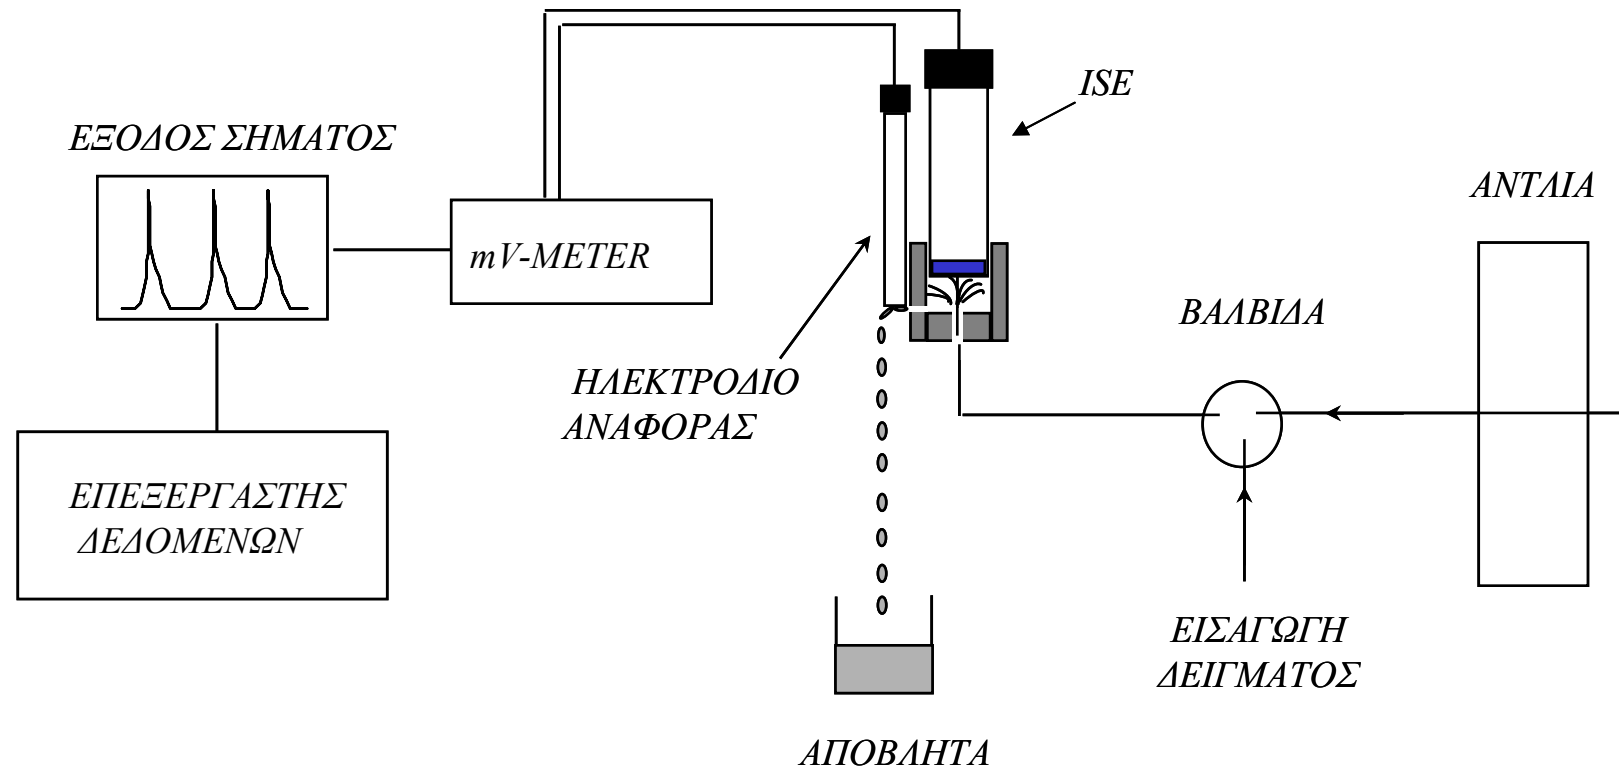 ISE
ΕΞΟΔΟΣ ΣΗΜΑΤΟΣ
ΑΝΤΛΙΑ
mV-METER
ΒΑΛΒΙΔΑ
ΗΛΕΚΤΡΟΔΙΟ
ΑΝΑΦΟΡΑΣ
ΕΠΕΞΕΡΓΑΣΤΗΣ
ΔΕΔΟΜΕΝΩΝ
ΕΙΣΑΓΩΓΗ
ΔΕΙΓΜΑΤΟΣ
ΑΠΟΒΛΗΤΑ